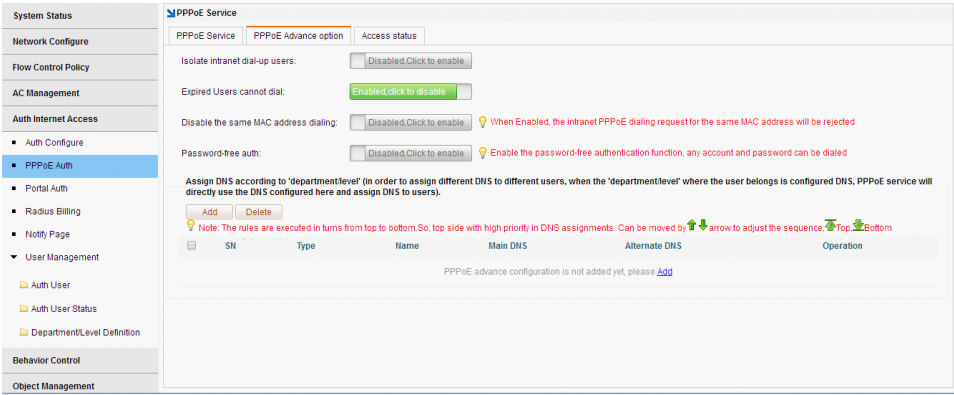 System Status
Network Configure
Flow Control Policy
AC Management
Auth Internet Access
Auth Configure
PPPoE Auth
Portal Auth
Radius Billing
Notify Page
User Management
Auth User
Auth User Status
Department/Level Definition
Behavior Control
Object Management
PPPoE Service
PPPoE Service PPPoE Advance option Access status
Isolate intranet dial-up users: Disabled,Click to enable
Expired Users cannot dial: Enabled,click to disable
Disable the same MAC address dialing: Disabled,Click to enable When Enabled, the intranet PPPoE dialing request for the same MAC address will be rejected
Password-free auth: Disabled,Click to enable Enable the password-free authentication function, any account and password can be dialed
Assign DNS according to 'department/level' (in order to assign different DNS to different users, when the 'department/level' where the user belongs is configured DNS, PPPoE service will
directly use the DNS configured here and assign DNS to users).
Add Delete
Note: The rules are executed in turns from top to bottom.So, top side with high priority in DNS assignments. Can be moved by arrow to adjust the sequence, Top, Bottom
SN Type Name Main DNS Alternate DNS Operation
PPPoE advance configuration is not added yet, please Add